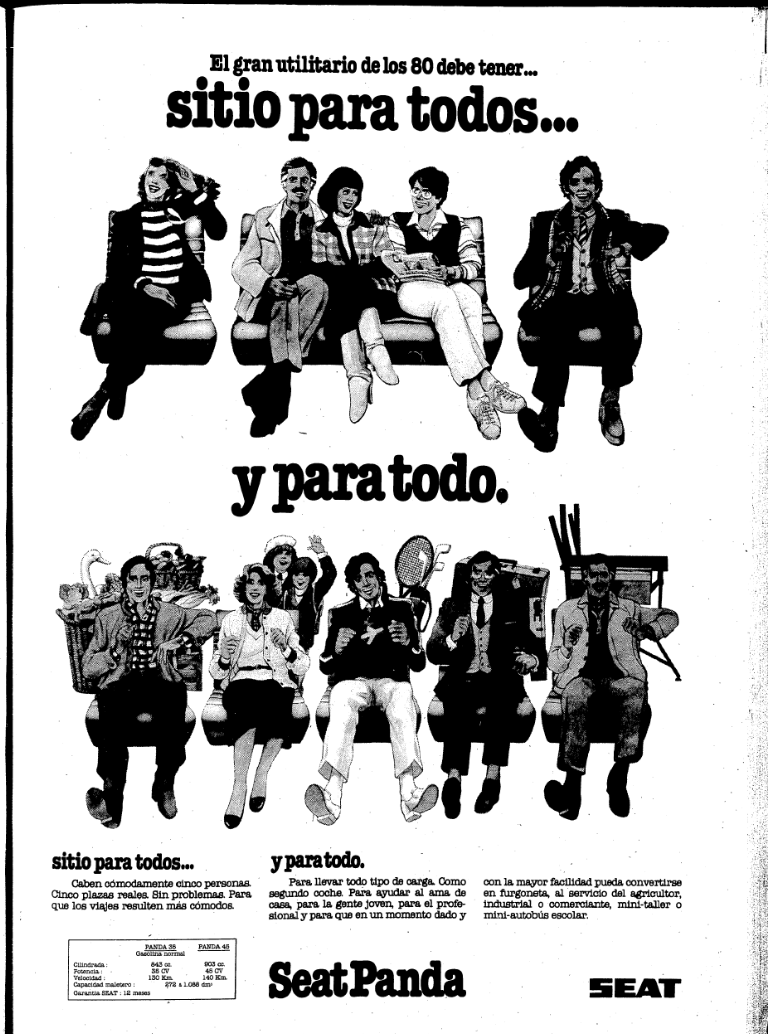 El gran utilitario de los 80 debe tener...
sitio para todos...
y para todo.
sitio para todos...
Caben cómodamente cinco personas.
Cinco plazas reales. Sin problemas. Para
que los viajes resulten más cómodos.
y para todo.
Para llevar todo tipo de carga. Como
segundo coche. Para ayudar al ama de
casa, para la gente joven, para el profe-
sional y para que en un momento dado y
con la mayor facilidad pueda convertirse
en furgoneta, al servicio del agricultor,
industrial o comerciante, mini-taller o
mini-autobús escolar.
PANDA 35 PANDA 45
Gasolina normal
Cilindrada: 843 cc. 903 cc.
Potencia: 35 CV 45 CV
Velocidad: 130 Km. 140 Km.
Capacidad maletero: 272 a 1.088 dm³
Garantía SEAT: 12 meses
Seat Panda
SEAT